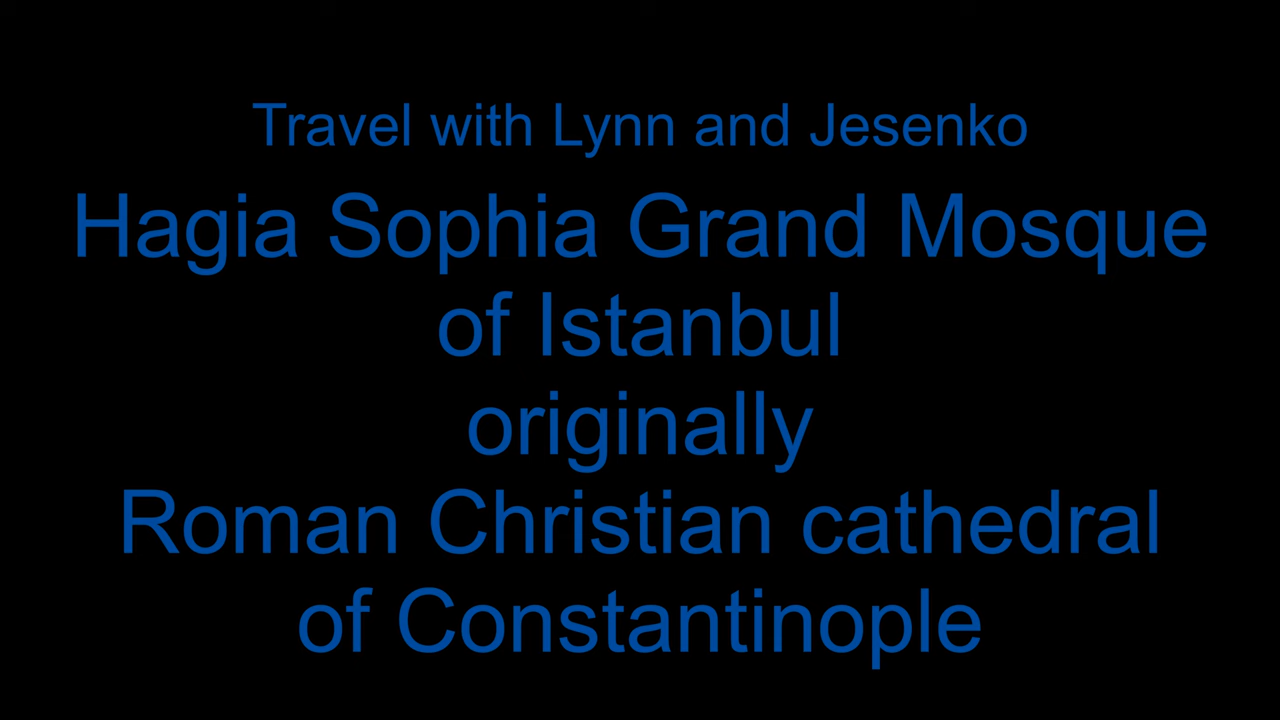 Travel with Lynn and Jesenko
Hagia Sophia Grand Mosque
of Istanbul
originally
Roman Christian cathedral
of Constantinople